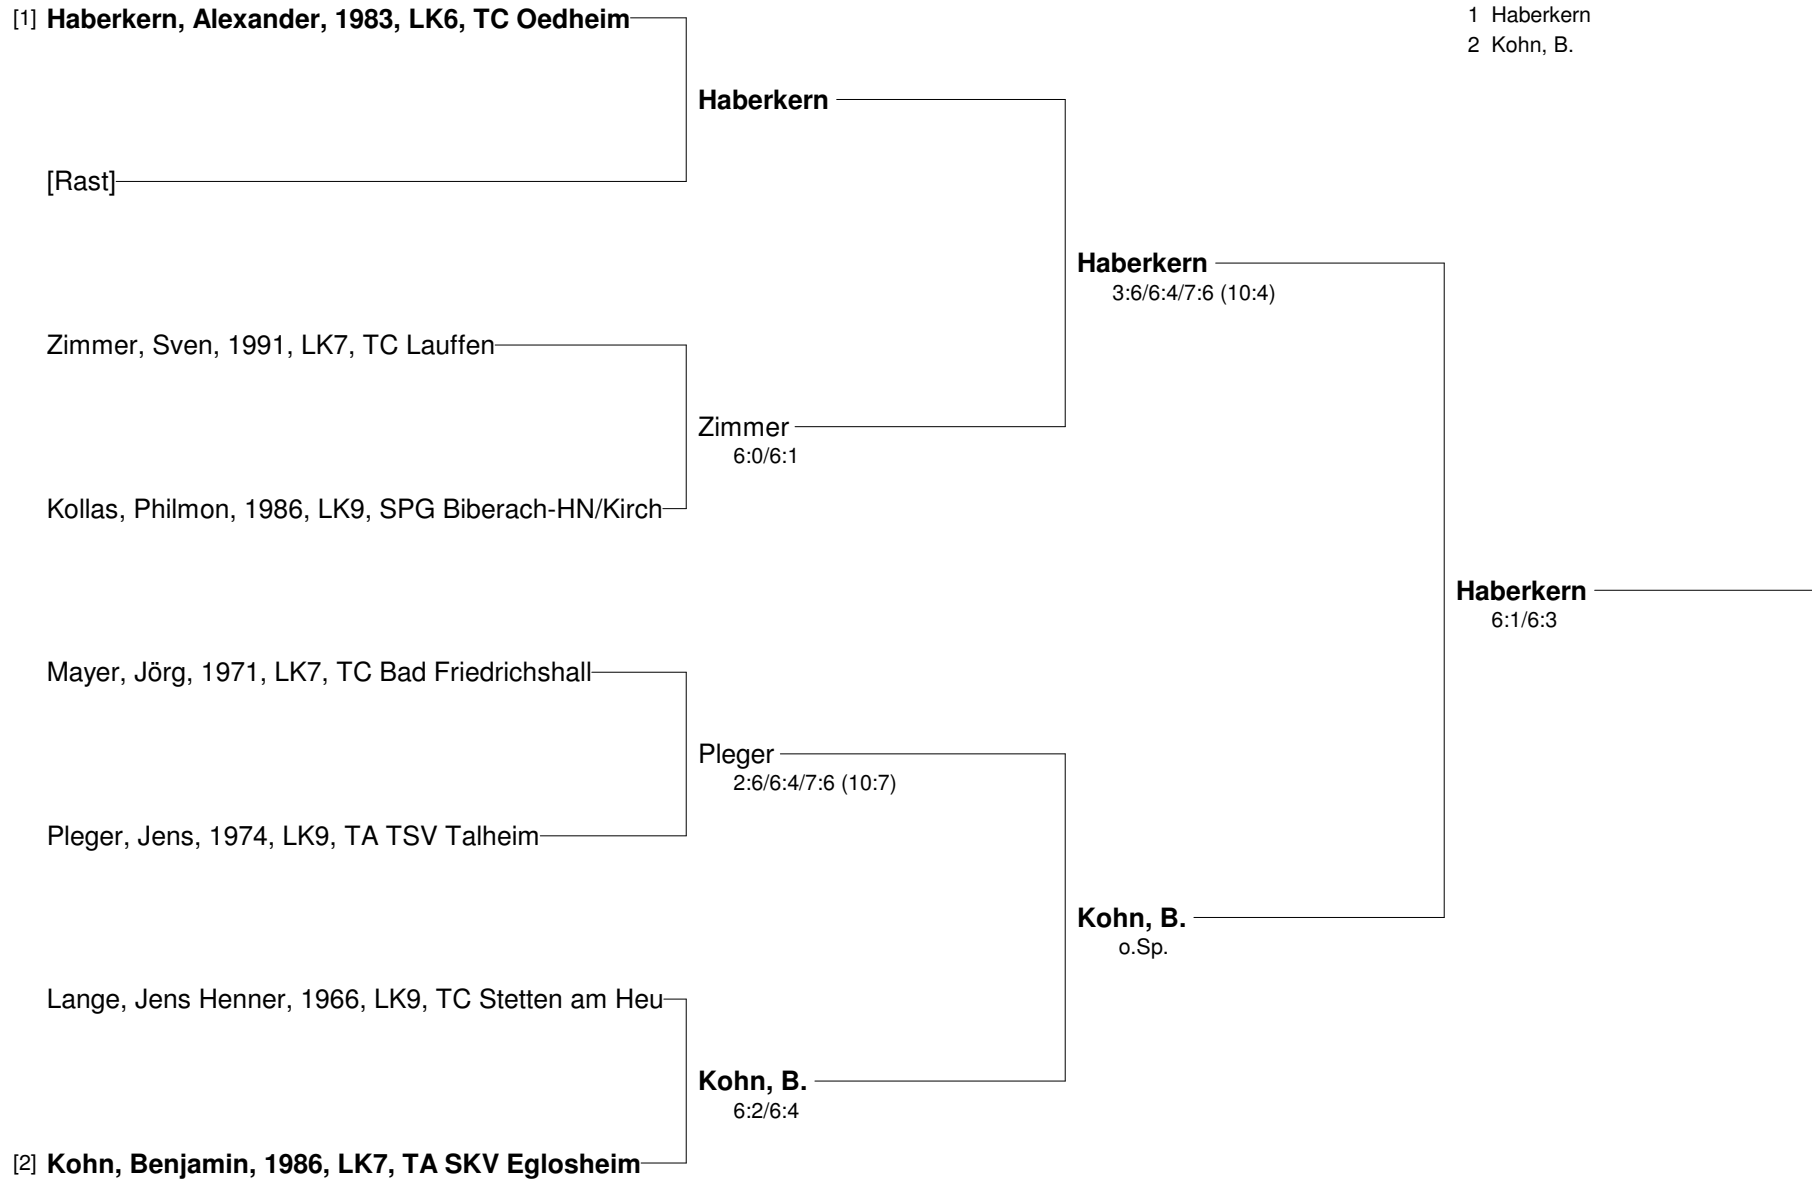 [1] Haberkern, Alexander, 1983, LK6, TC Oedheim
1 Haberkern
2 Kohn, B.
Haberkern
[Rast]
Haberkern
3:6/6:4/7:6 (10:4)
Zimmer, Sven, 1991, LK7, TC Lauffen
Zimmer
6:0/6:1
Kollas, Philmon, 1986, LK9, SPG Biberach-HN/Kirch
Haberkern
6:1/6:3
Mayer, Jörg, 1971, LK7, TC Bad Friedrichshall
Pleger
2:6/6:4/7:6 (10:7)
Pleger, Jens, 1974, LK9, TA TSV Talheim
Kohn, B.
o.Sp.
Lange, Jens Henner, 1966, LK9, TC Stetten am Heu
Kohn, B.
6:2/6:4
[2] Kohn, Benjamin, 1986, LK7, TA SKV Eglosheim